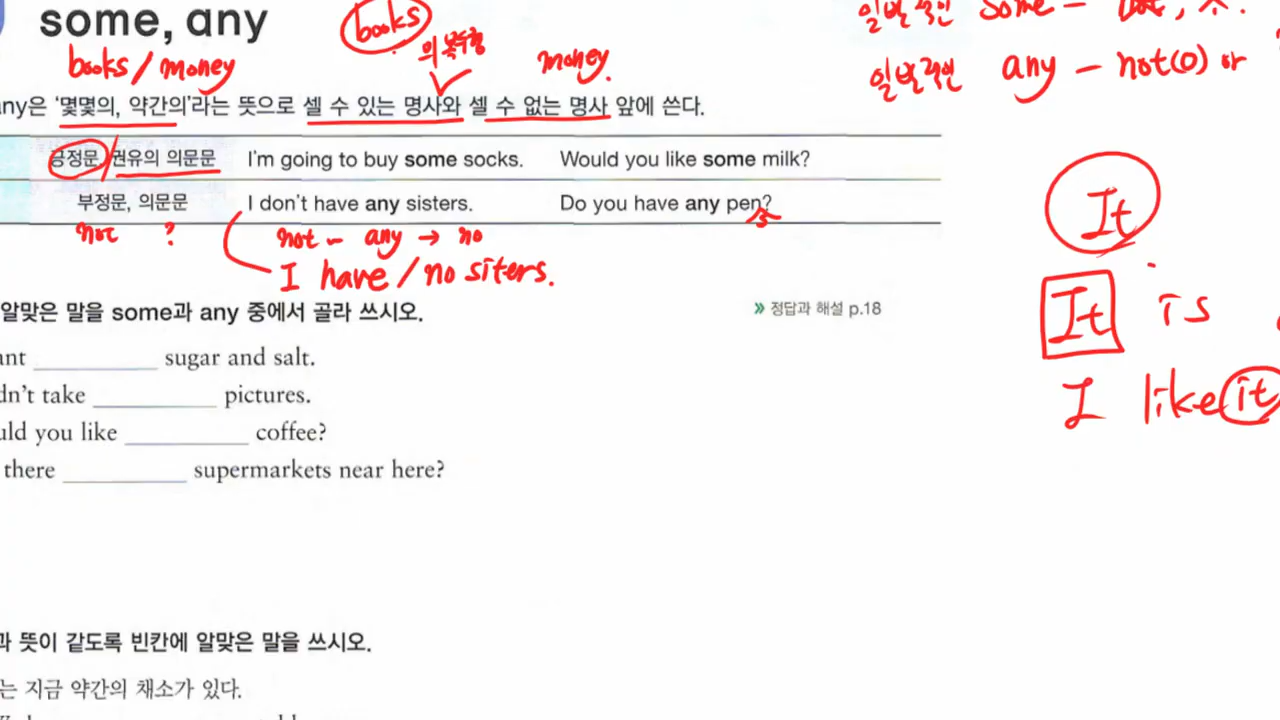 some, any
books
일반적인 some - not,
일반적인 any - not(0) or
books / money
의 복수형
money
any은 '몇몇의, 약간의'라는 뜻으로 셀 수 있는 명사와 셀 수 없는 명사 앞에 쓴다.
긍정문, 권유의 의문문 I'm going to buy some socks. Would you like some milk?
부정문, 의문문 I don't have any sisters. Do you have any pen?
s
not ?
not - any → no
I have / no siters.
It
It is
I like it
알맞은 말을 some과 any 중에서 골라 쓰시오.
» 정답과 해설 p.18
ant ________ sugar and salt.
dn't take ________ pictures.
uld you like ________ coffee?
there ________ supermarkets near here?
과 뜻이 같도록 빈칸에 알맞은 말을 쓰시오.
는 지금 약간의 채소가 있다.